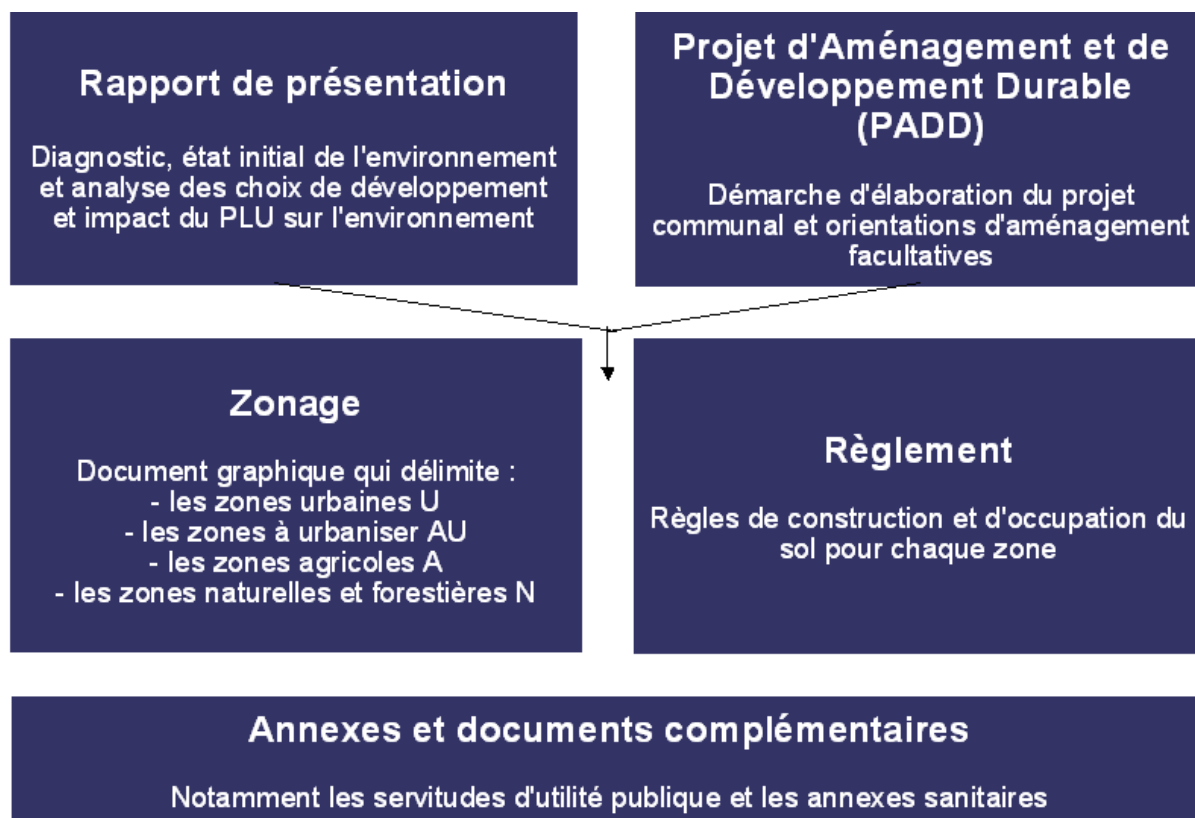 Rapport de présentation
Diagnostic, état initial de l'environnement
et analyse des choix de développement
et impact du PLU sur l'environnement
Projet d'Aménagement et de
Développement Durable
(PADD)
Démarche d'élaboration du projet
communal et orientations d'aménagement
facultatives
Zonage
Document graphique qui délimite :
- les zones urbaines U
- les zones à urbaniser AU
- les zones agricoles A
- les zones naturelles et forestières N
Règlement
Règles de construction et d'occupation du
sol pour chaque zone
Annexes et documents complémentaires
Notamment les servitudes d'utilité publique et les annexes sanitaires